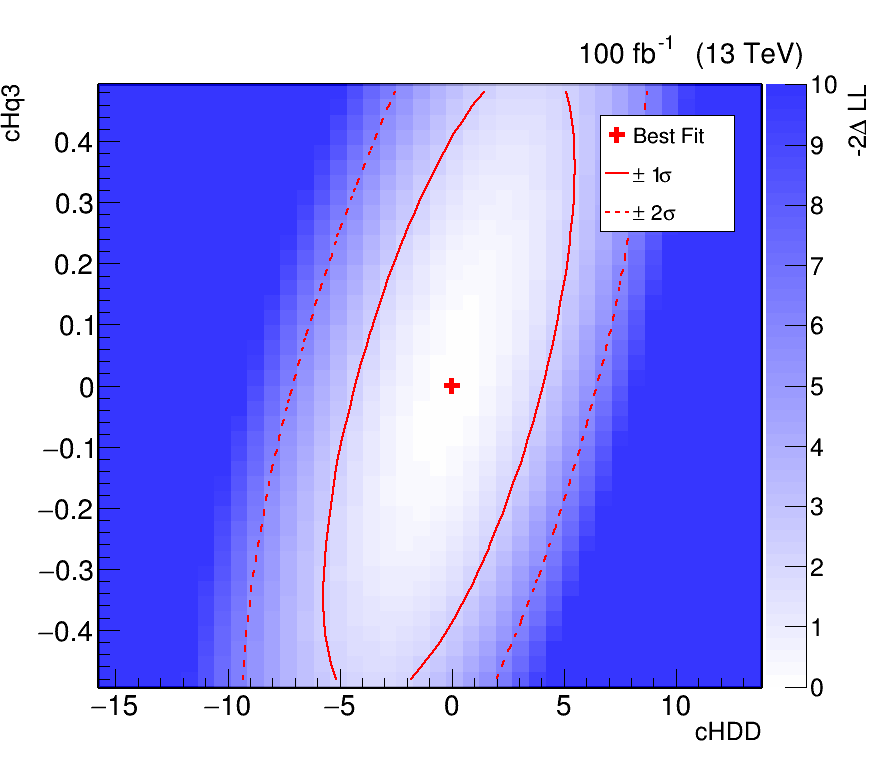 100 fb⁻¹ (13 TeV)
cHq3
-2Δ LL
Best Fit
± 1σ
± 2σ
0.4
0.3
0.2
0.1
0
−0.1
−0.2
−0.3
−0.4
10
9
8
7
6
5
4
3
2
1
0
−15 −10 −5 0 5 10
cHDD